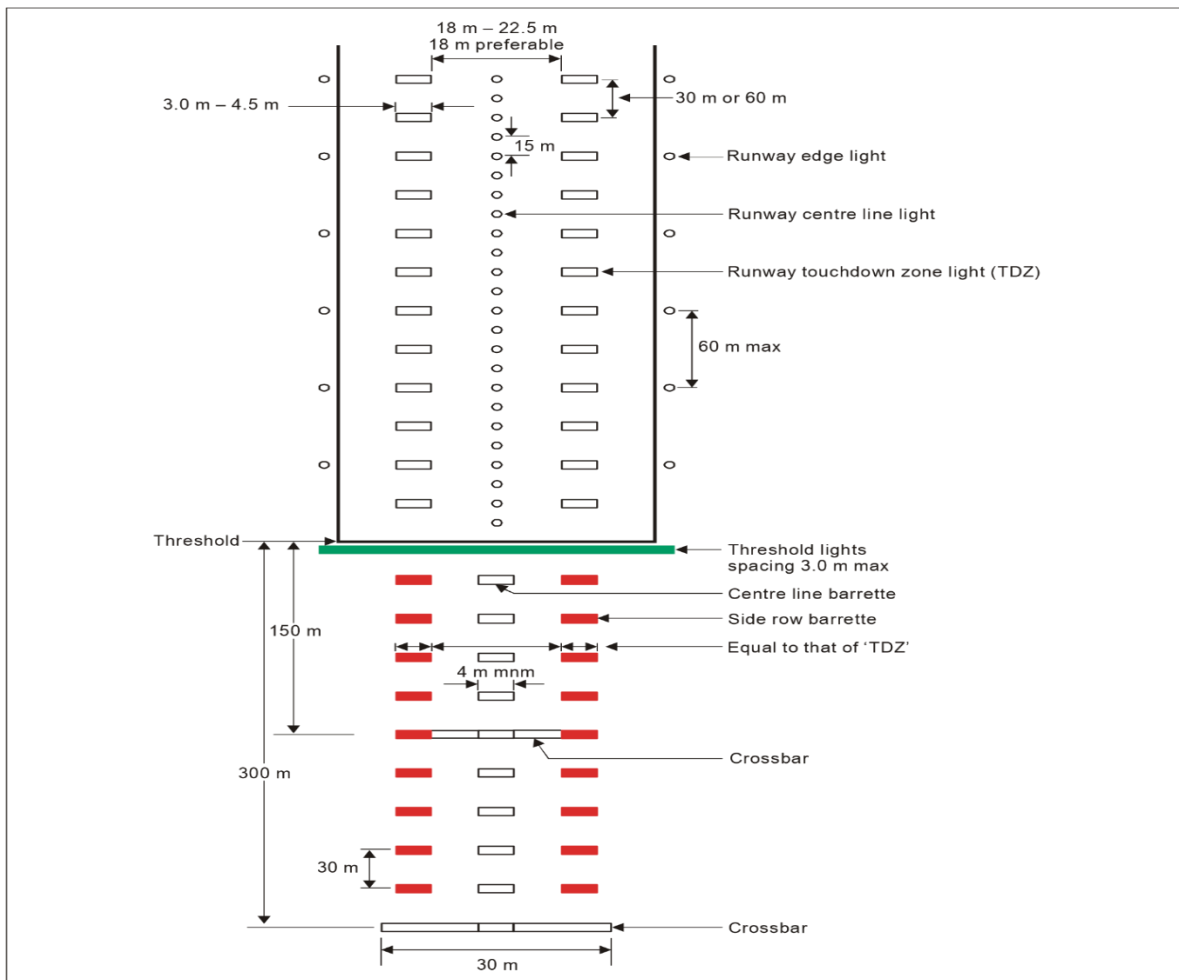 18 m – 22.5 m
18 m preferable
3.0 m – 4.5 m
30 m or 60 m
15 m
Runway edge light
Runway centre line light
Runway touchdown zone light (TDZ)
60 m max
Threshold
Threshold lights
spacing 3.0 m max
Centre line barrette
Side row barrette
150 m
Equal to that of ‘TDZ’
4 m mnm
Crossbar
300 m
30 m
Crossbar
30 m